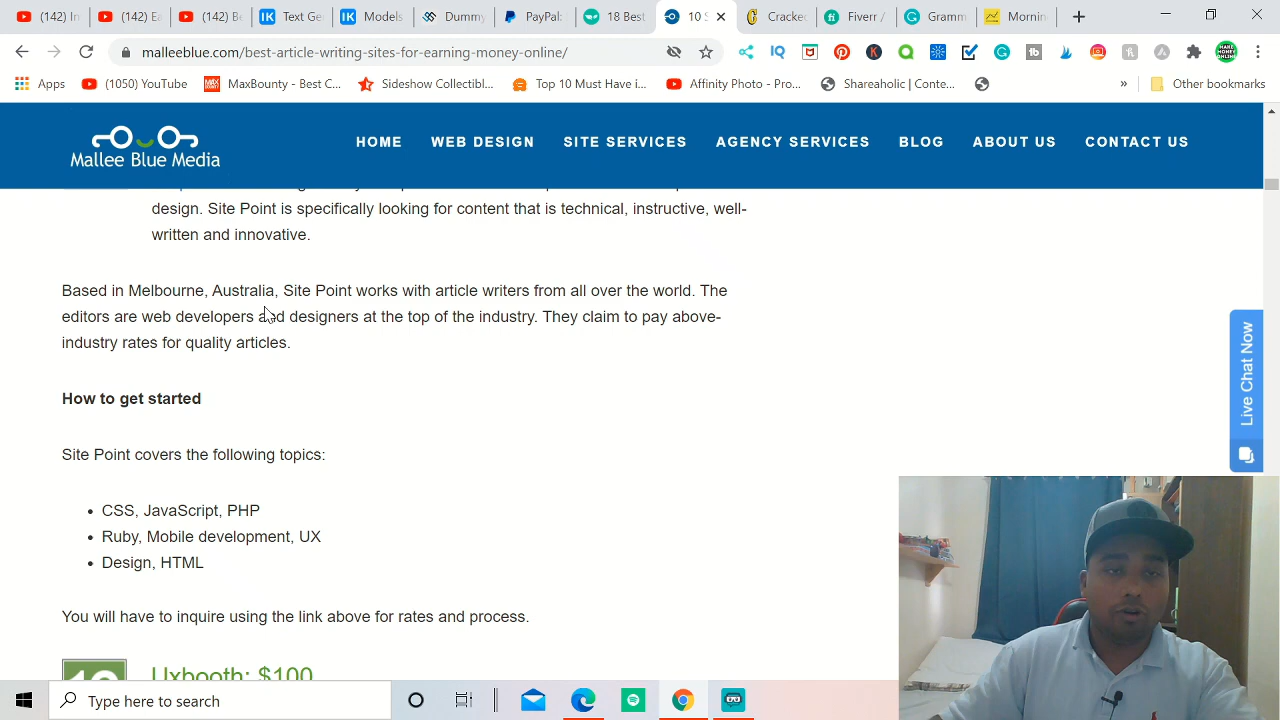 (142) In
(142) Ea
(142) Be
Text Ge
Models
Dummy
PayPal:
18 Best
10 S
Cracke
Fiverr /
Gramm
Mornin
malleeblue.com/best-article-writing-sites-for-earning-money-online/
Apps
(1050) YouTube
MaxBounty - Best C...
Sideshow Collectibl...
Top 10 Must Have i...
Affinity Photo - Pro...
Shareaholic | Conte...
»
Other bookmarks
Mallee Blue Media
HOME
WEB DESIGN
SITE SERVICES
AGENCY SERVICES
BLOG
ABOUT US
CONTACT US
design. Site Point is specifically looking for content that is technical, instructive, well-
written and innovative.
Based in Melbourne, Australia, Site Point works with article writers from all over the world. The
editors are web developers and designers at the top of the industry. They claim to pay above-
industry rates for quality articles.
How to get started
Site Point covers the following topics:
• CSS, JavaScript, PHP
• Ruby, Mobile development, UX
• Design, HTML
You will have to inquire using the link above for rates and process.
Uxbooth: $100
Live Chat Now
Type here to search